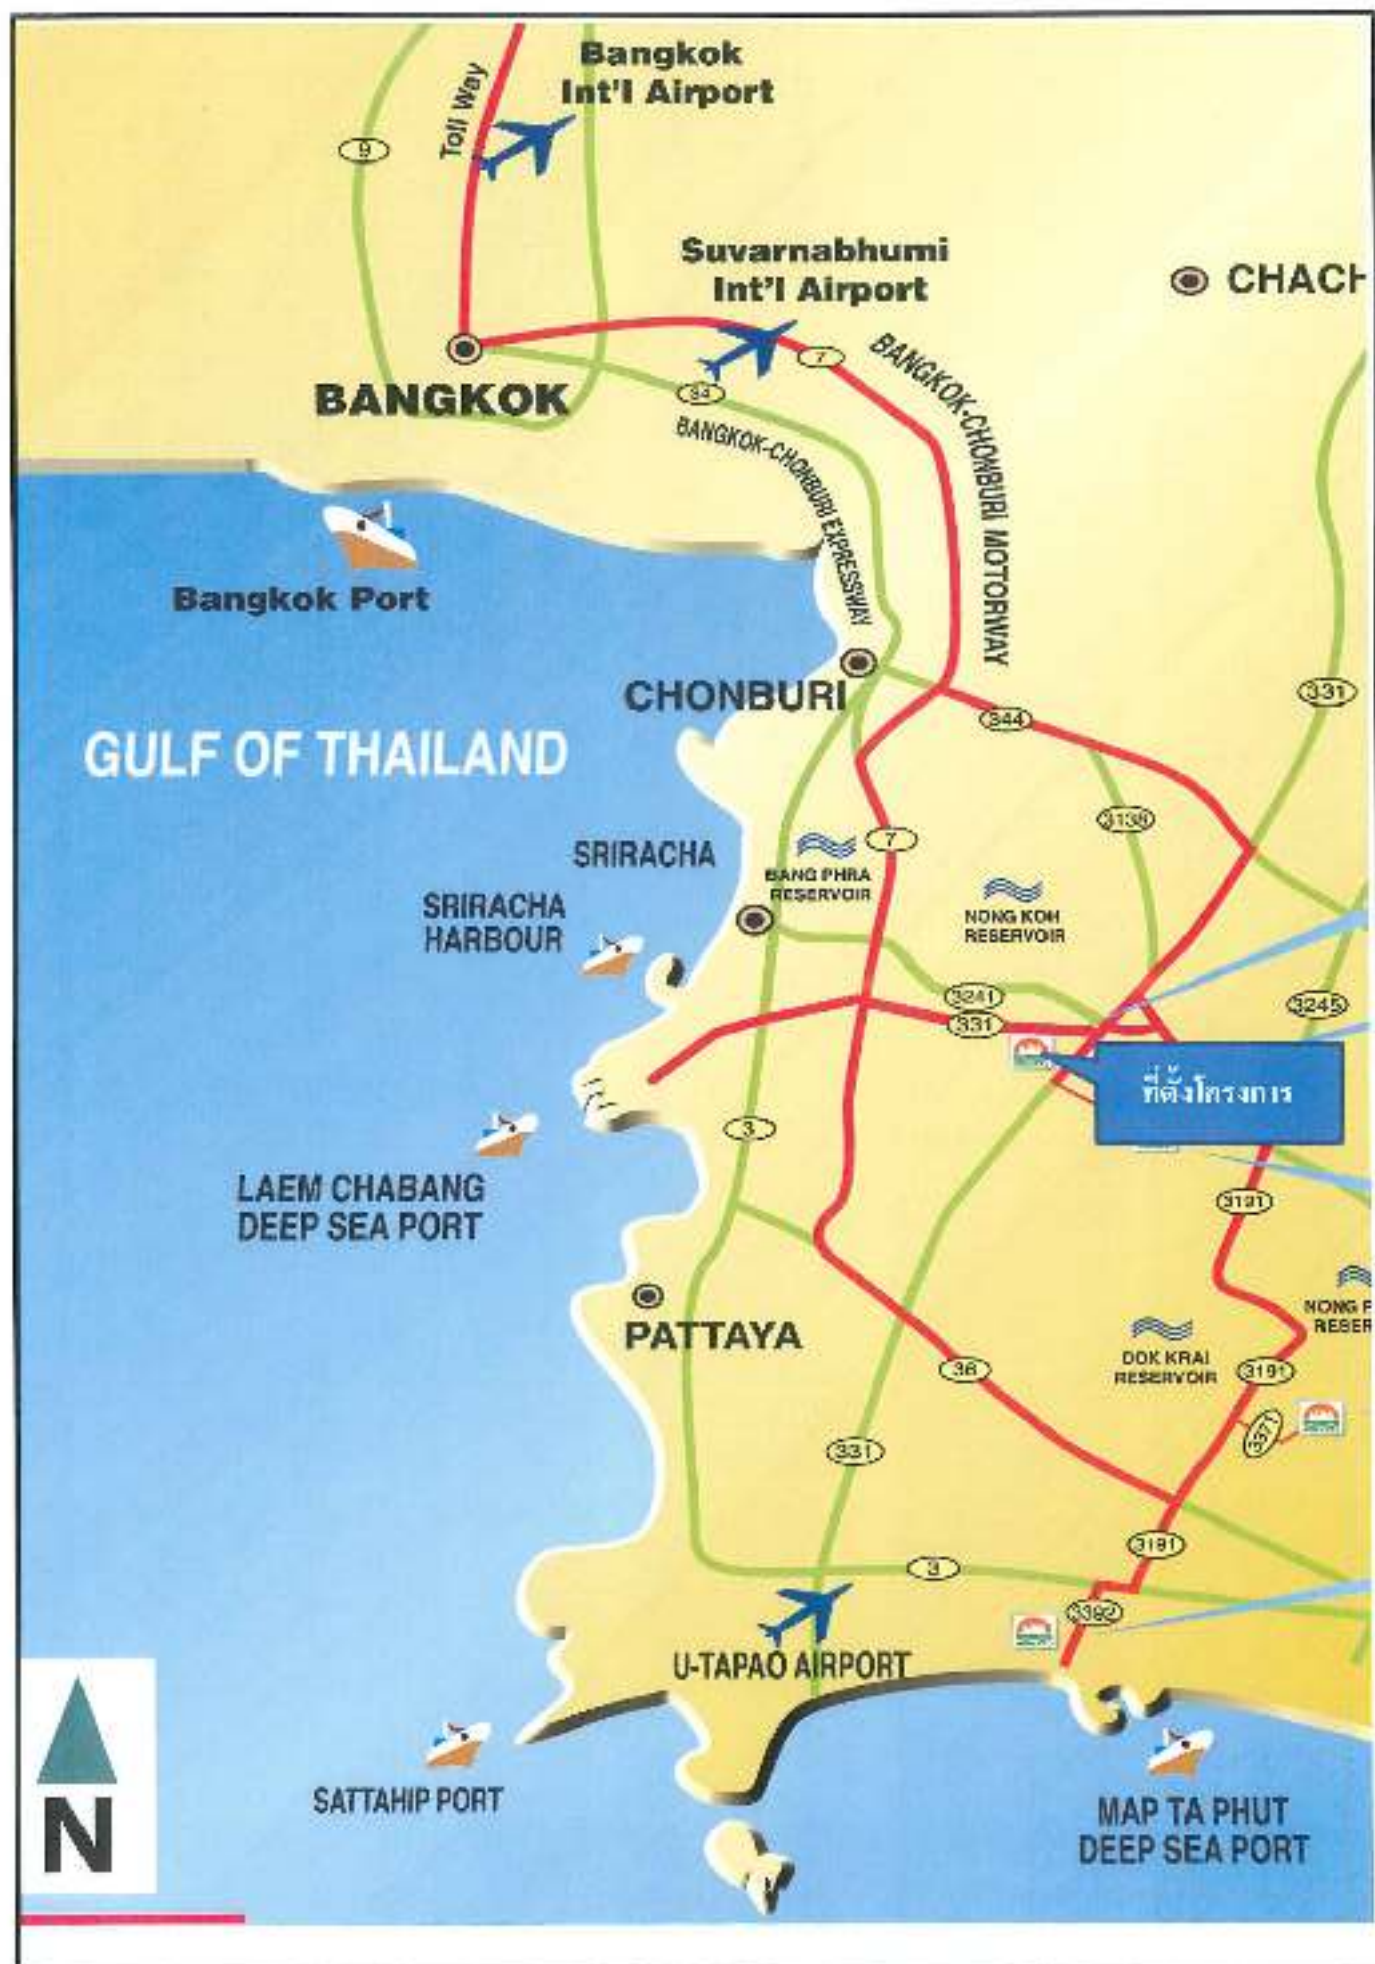 Bangkok
Int'l Airport
Toll Way
9
Suvarnabhumi
Int'l Airport
CHACH
7
BANGKOK
34
BANGKOK-CHONBURI MOTORWAY
BANGKOK-CHONBURI EXPRESSWAY
Bangkok Port
CHONBURI
331
344
GULF OF THAILAND
3138
7
SRIRACHA
BANG PHRA
RESERVOIR
NONG KOH
RESERVOIR
SRIRACHA
HARBOUR
3241
3245
331
ที่ตั้งโครงการ
3
LAEM CHABANG
DEEP SEA PORT
3191
PATTAYA
NONG P
RESER
DOK KRAI
RESERVOIR
36
3191
3371
331
3191
3
3392
U-TAPAO AIRPORT
SATTAHIP PORT
N
MAP TA PHUT
DEEP SEA PORT